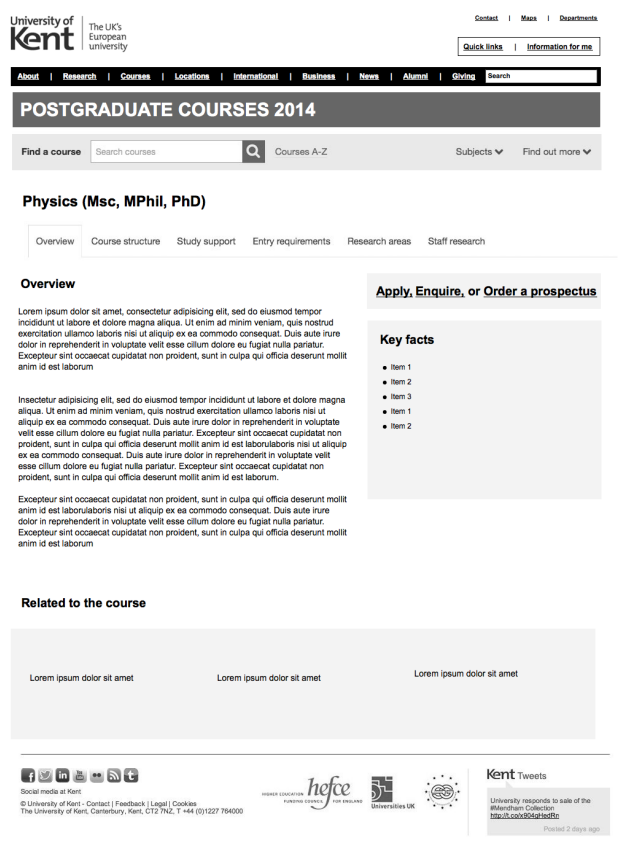 University of
Kent
The UK's
European
university
Contact | Maps | Departments
Quick links | Information for me
About | Research | Courses | Locations | International | Business | News | Alumni | Giving Search
POSTGRADUATE COURSES 2014
Find a course Search courses Courses A-Z Subjects Find out more
Physics (Msc, MPhil, PhD)
Overview Course structure Study support Entry requirements Research areas Staff research
Overview
Lorem ipsum dolor sit amet, consectetur adipisicing elit, sed do eiusmod tempor
incididunt ut labore et dolore magna aliqua. Ut enim ad minim veniam, quis nostrud
exercitation ullamco laboris nisi ut aliquip ex ea commodo consequat. Duis aute irure
dolor in reprehenderit in voluptate velit esse cillum dolore eu fugiat nulla pariatur.
Excepteur sint occaecat cupidatat non proident, sunt in culpa qui officia deserunt mollit
anim id est laborum
Insectetur adipisicing elit, sed do eiusmod tempor incididunt ut labore et dolore magna
aliqua. Ut enim ad minim veniam, quis nostrud exercitation ullamco laboris nisi ut
aliquip ex ea commodo consequat. Duis aute irure dolor in reprehenderit in voluptate
velit esse cillum dolore eu fugiat nulla pariatur. Excepteur sint occaecat cupidatat non
proident, sunt in culpa qui officia deserunt mollit anim id est laborulaboris nisi ut aliquip
ex ea commodo consequat. Duis aute irure dolor in reprehenderit in voluptate velit
esse cillum dolore eu fugiat nulla pariatur. Excepteur sint occaecat cupidatat non
proident, sunt in culpa qui officia deserunt mollit anim id est laborum.
Excepteur sint occaecat cupidatat non proident, sunt in culpa qui officia deserunt mollit
anim id est laborulaboris nisi ut aliquip ex ea commodo consequat. Duis aute irure
dolor in reprehenderit in voluptate velit esse cillum dolore eu fugiat nulla pariatur.
Excepteur sint occaecat cupidatat non proident, sunt in culpa qui officia deserunt mollit
anim id est laborum
Apply, Enquire, or Order a prospectus
Key facts
• Item 1
• Item 2
• Item 3
• Item 1
• Item 2
Related to the course
Lorem ipsum dolor sit amet
Lorem ipsum dolor sit amet
Lorem ipsum dolor sit amet
Social media at Kent
© University of Kent - Contact | Feedback | Legal | Cookies
The University of Kent, Canterbury, Kent, CT2 7NZ, T +44 (0)1227 764000
HIGHER EDUCATION hefce
FUNDING COUNCIL FOR ENGLAND
Universities UK
Kent Tweets
University responds to sale of the
#Mendham Collection
http://t.co/x904qHedRn
Posted 2 days ago